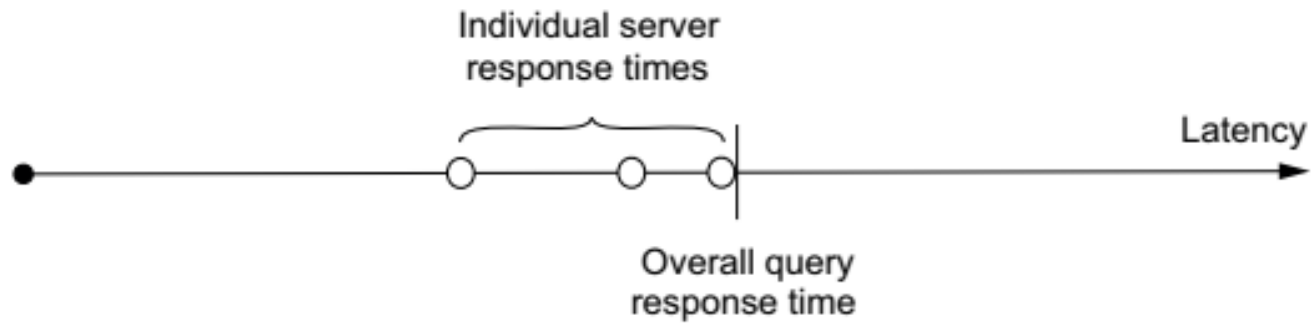 Individual server
response times
Latency
Overall query
response time